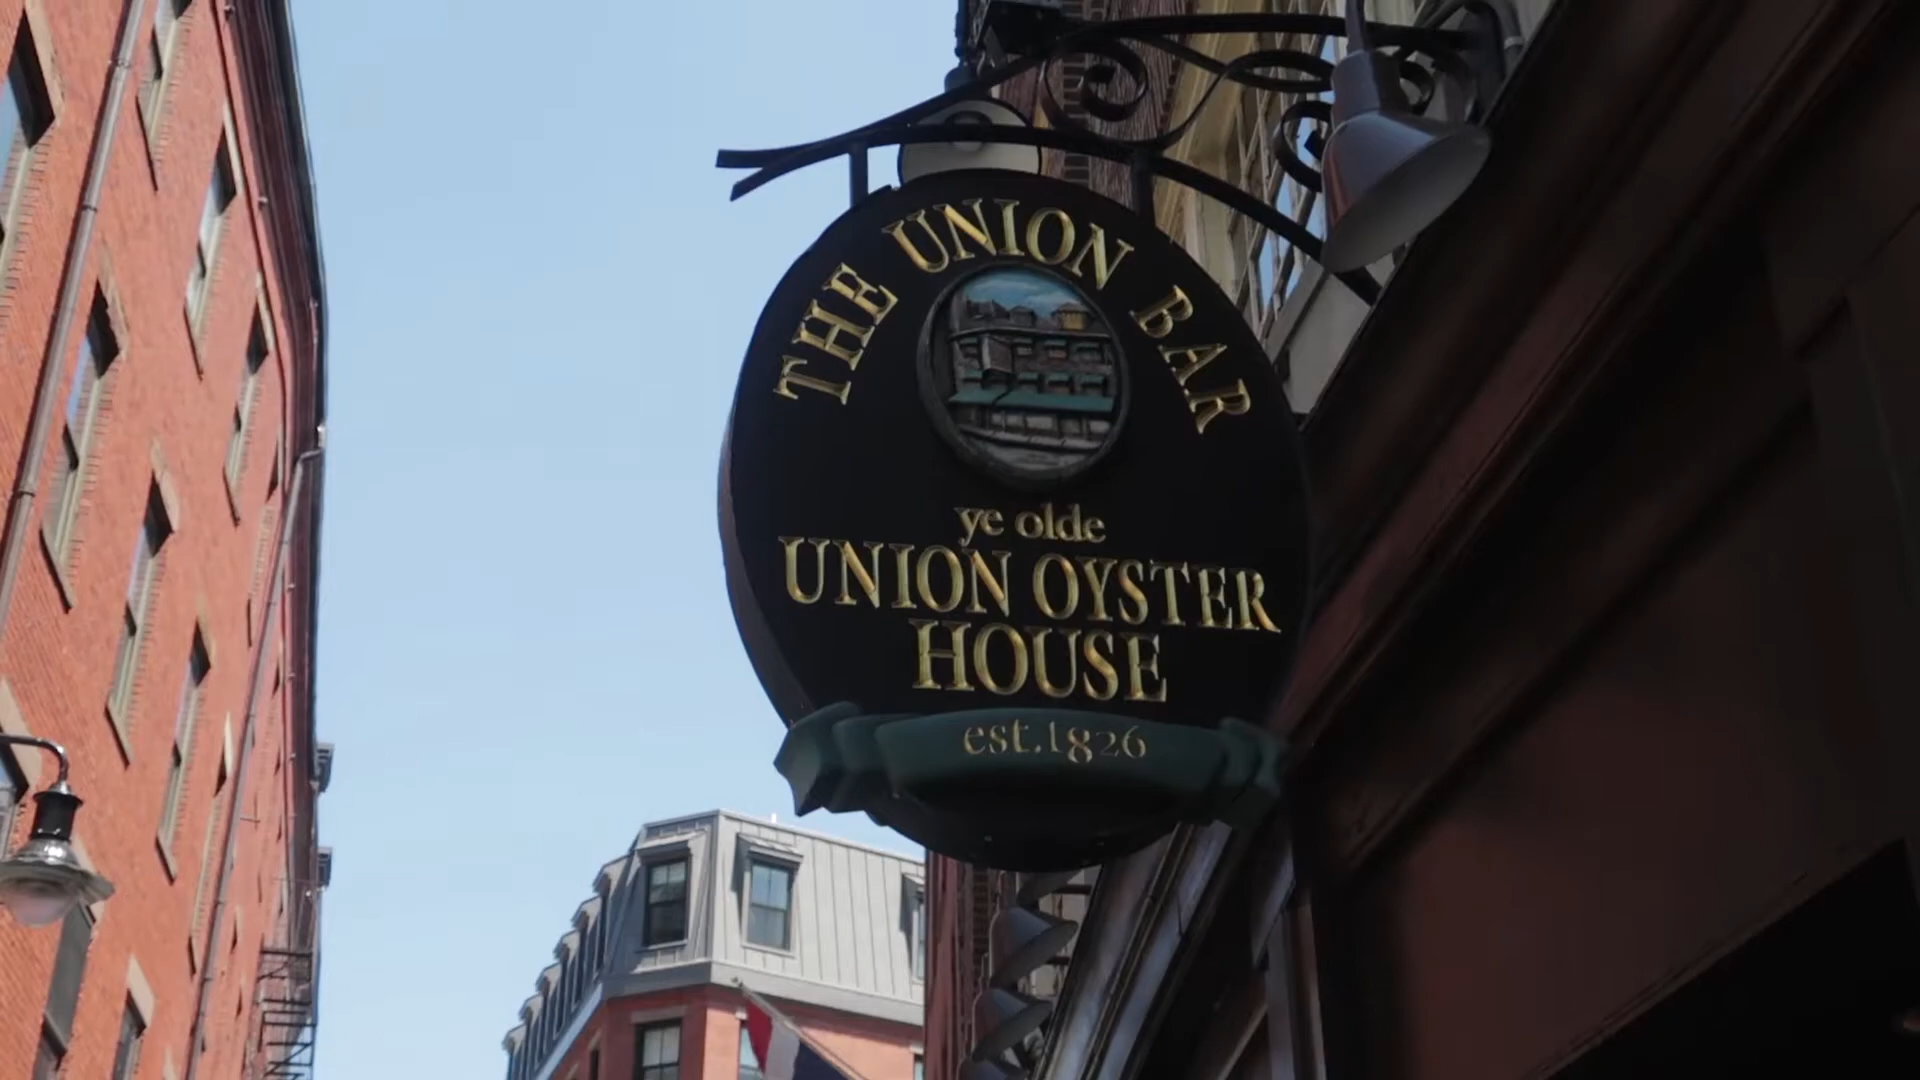 THE UNION BAR
ye olde
UNION OYSTER
HOUSE
est.1826